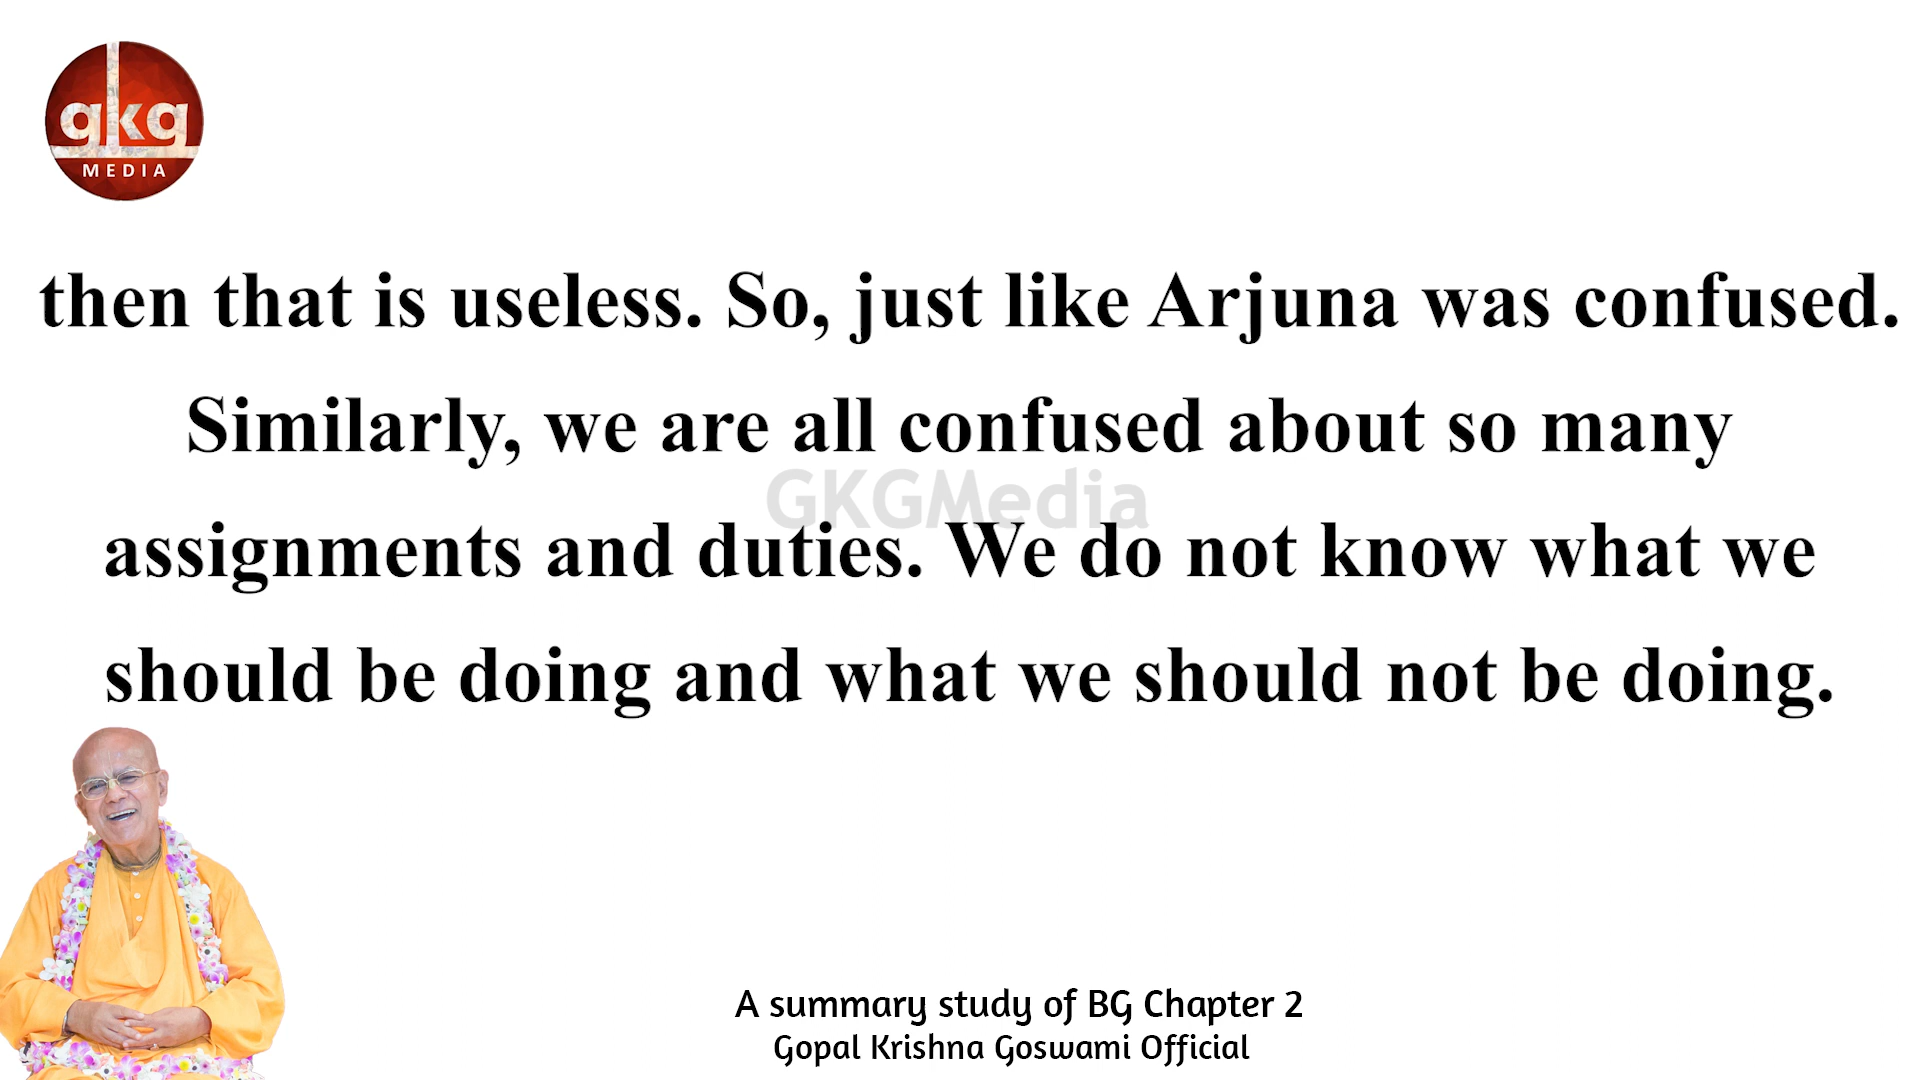 gkg
MEDIA
then that is useless. So, just like Arjuna was confused.
Similarly, we are all confused about so many
GKGMedia
assignments and duties. We do not know what we
should be doing and what we should not be doing.
A summary study of BG Chapter 2
Gopal Krishna Goswami Official